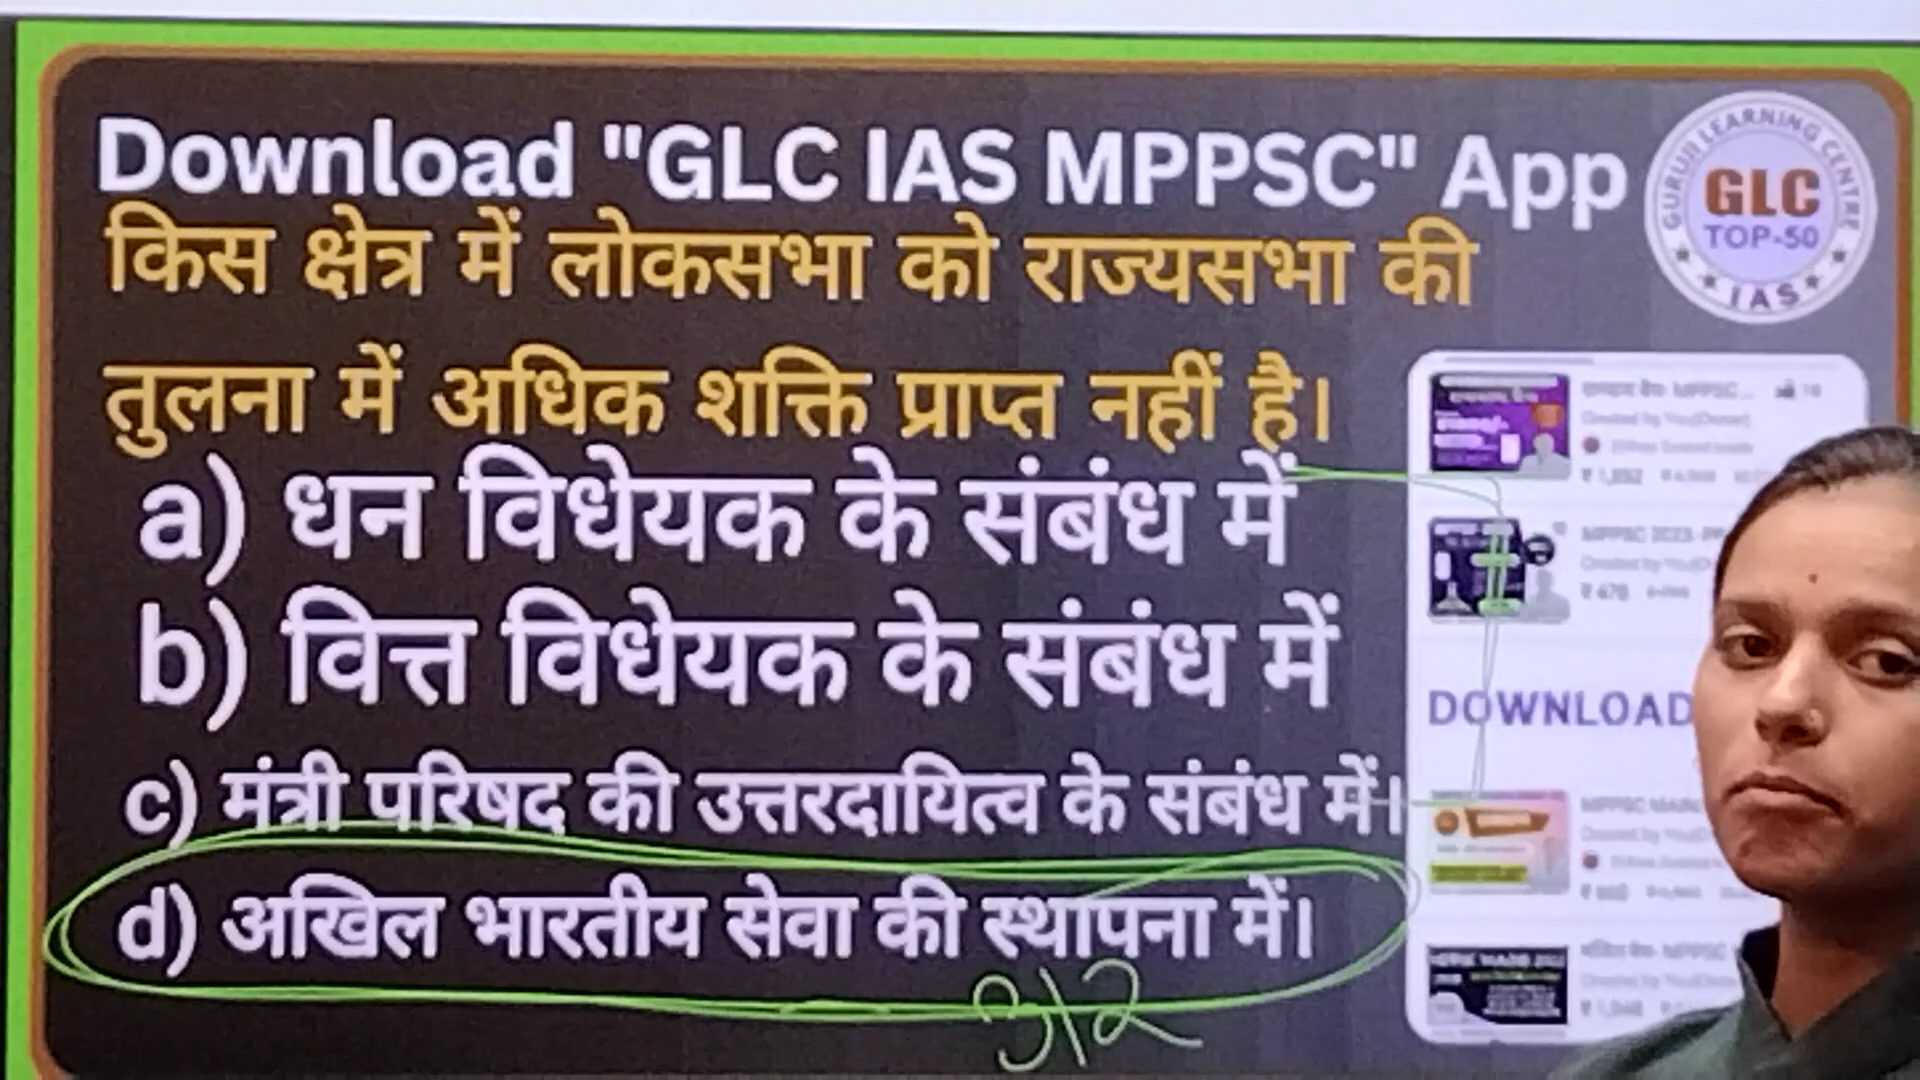 Download "GLC IAS MPPSC" App
GURUJI LEARNING CENTRE
GLC
TOP-50
IAS
किस क्षेत्र में लोकसभा को राज्यसभा की
तुलना में अधिक शक्ति प्राप्त नहीं है।
a) धन विधेयक के संबंध में
b) वित्त विधेयक के संबंध में
c) मंत्री परिषद की उत्तरदायित्व के संबंध में।
d) अखिल भारतीय सेवा की स्थापना में।
312
DOWNLOAD